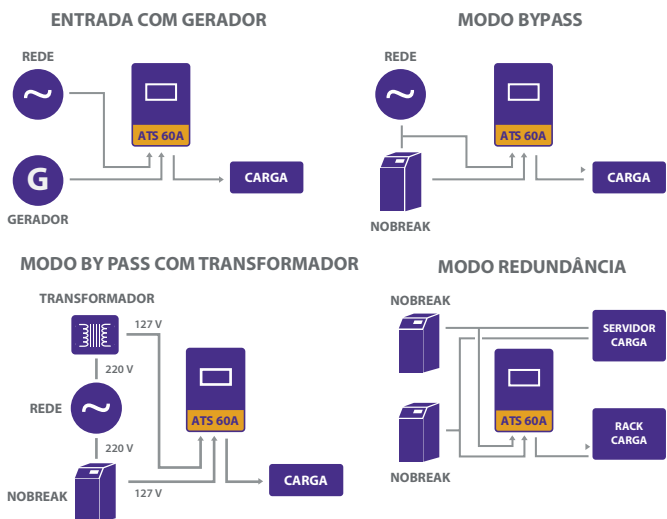 ENTRADA COM GERADOR
REDE
ATS 60A
G
CARGA
GERADOR
MODO BYPASS
REDE
ATS 60A
CARGA
NOBREAK
MODO BY PASS COM TRANSFORMADOR
TRANSFORMADOR
127 V
220 V
REDE
ATS 60A
220 V
CARGA
NOBREAK
127 V
MODO REDUNDÂNCIA
NOBREAK
SERVIDOR
CARGA
ATS 60A
RACK
CARGA
NOBREAK